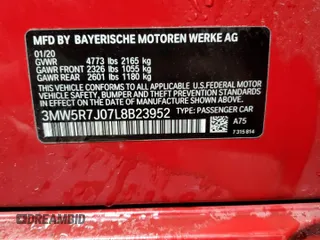 MFD BY BAYERISCHE MOTOREN WERKE AG
01/20
GVWR 4773 lbs 2165 kg
GAWR FRONT 2326 lbs 1055 kg
GAWR REAR 2601 lbs 1180 kg
THIS VEHICLE CONFORMS TO ALL APPLICABLE U.S. FEDERAL
MOTOR VEHICLE SAFETY, BUMPER, AND THEFT PREVENTION
STANDARDS IN EFFECT ON THE DATE OF MANUFACTURE SHOWN ABOVE.
3MW5R7J07L8B23952 TYPE: PASSENGER CAR
A75
7 315 814
DREAMBID